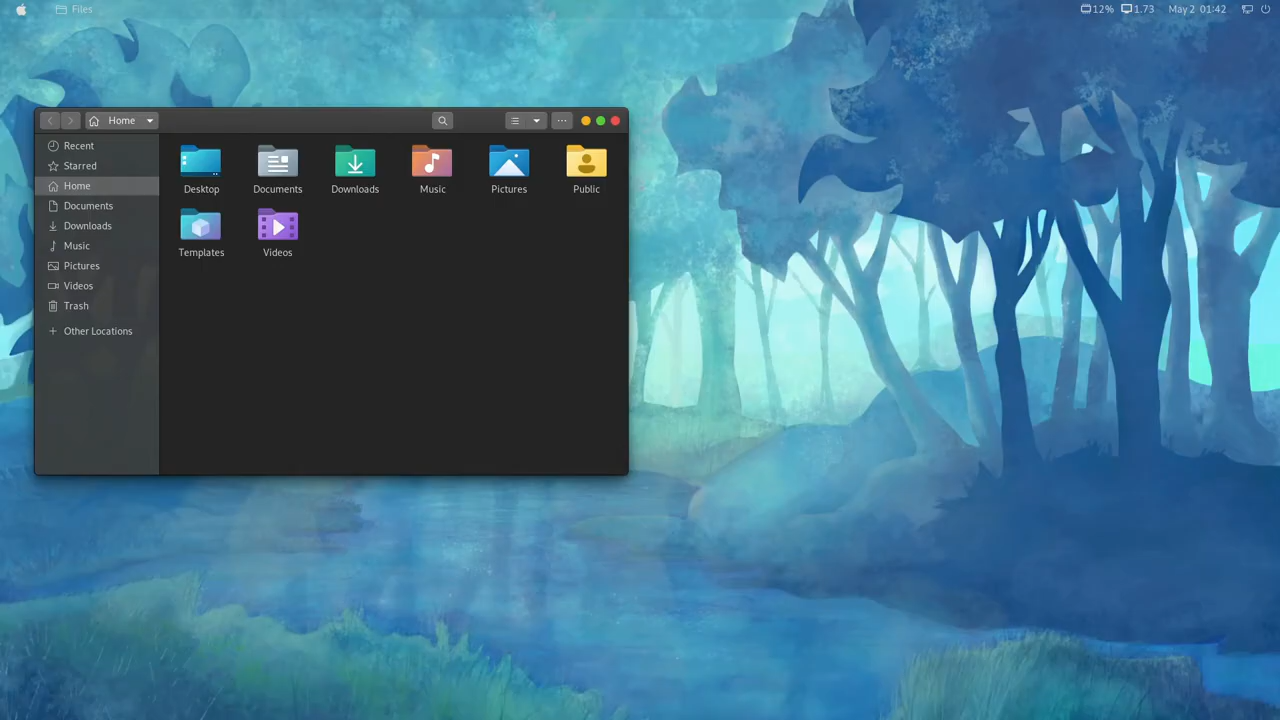 Files
12%
1.73
May 2 01:42
Home
Recent
Starred
Home
Documents
Downloads
Music
Pictures
Videos
Trash
Other Locations
Desktop
Documents
Downloads
Music
Pictures
Public
Templates
Videos